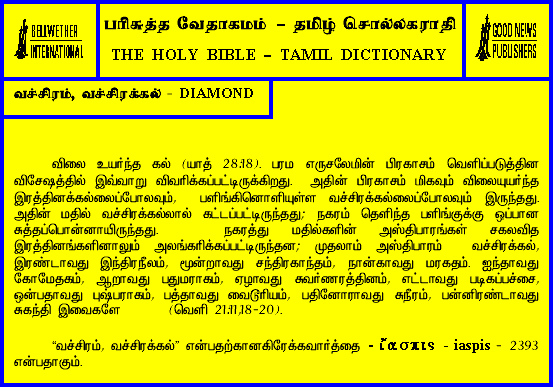 BELLWETHER
INTERNATIONAL
பரிசுத்த வேதாகமம் – தமிழ் சொல்லகராதி
THE HOLY BIBLE – TAMIL DICTIONARY
GOOD NEWS
PUBLISHERS
வச்சிரம், வச்சிரக்கல் - DIAMOND
விலை உயர்ந்த கல் (யாத் 28:18). பரம எருசலேமின் பிரகாசம் வெளிப்படுத்தின
விசேஷத்தில் இவ்வாறு விவரிக்கப்பட்டிருக்கிறது. அதின் பிரகாசம் மிகவும் விலையுயர்ந்த
இரத்தினக்கல்லைப்போலவும், பளிங்கினொளியுள்ள வச்சிரக்கல்லைப்போலவும் இருந்தது.
அதின் மதில் வச்சிரக்கல்லால் கட்டப்பட்டிருந்தது; நகரம் தெளிந்த பளிங்குக்கு ஒப்பான
சுத்தப்பொன்னாயிருந்தது. நகரத்து மதில்களின் அஸ்திபாரங்கள் சகலவித
இரத்தினங்களினாலும் அலங்கரிக்கப்பட்டிருந்தன; முதலாம் அஸ்திபாரம் வச்சிரக்கல்,
இரண்டாவது இந்திரநீலம், மூன்றாவது சந்திரகாந்தம், நான்காவது மரகதம். ஐந்தாவது
கோமேதகம், ஆறாவது பதுமராகம், ஏழாவது சுவர்ணரத்தினம், எட்டாவது படிகப்பச்சை,
ஒன்பதாவது புஷ்பராகம், பத்தாவது வைடூரியம், பதினோராவது சுநீரம், பன்னிரண்டாவது
சுகந்தி இவைகளே (வெளி 21:11,18-20).
“வச்சிரம், வச்சிரக்கல்” என்பதற்கானகிரேக்கவார்த்தை - ἴασπις - iaspis - 2393
என்பதாகும்.